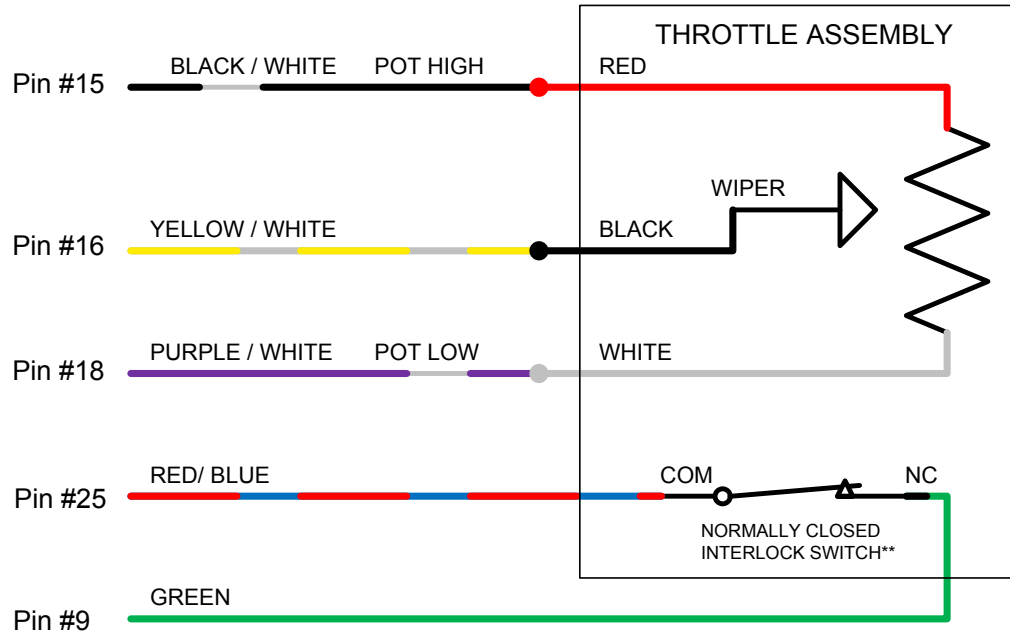 THROTTLE ASSEMBLY
Pin #15 BLACK / WHITE POT HIGH RED
WIPER
Pin #16 YELLOW / WHITE BLACK
Pin #18 PURPLE / WHITE POT LOW WHITE
Pin #25 RED/ BLUE COM NC
NORMALLY CLOSED
INTERLOCK SWITCH**
Pin #9 GREEN